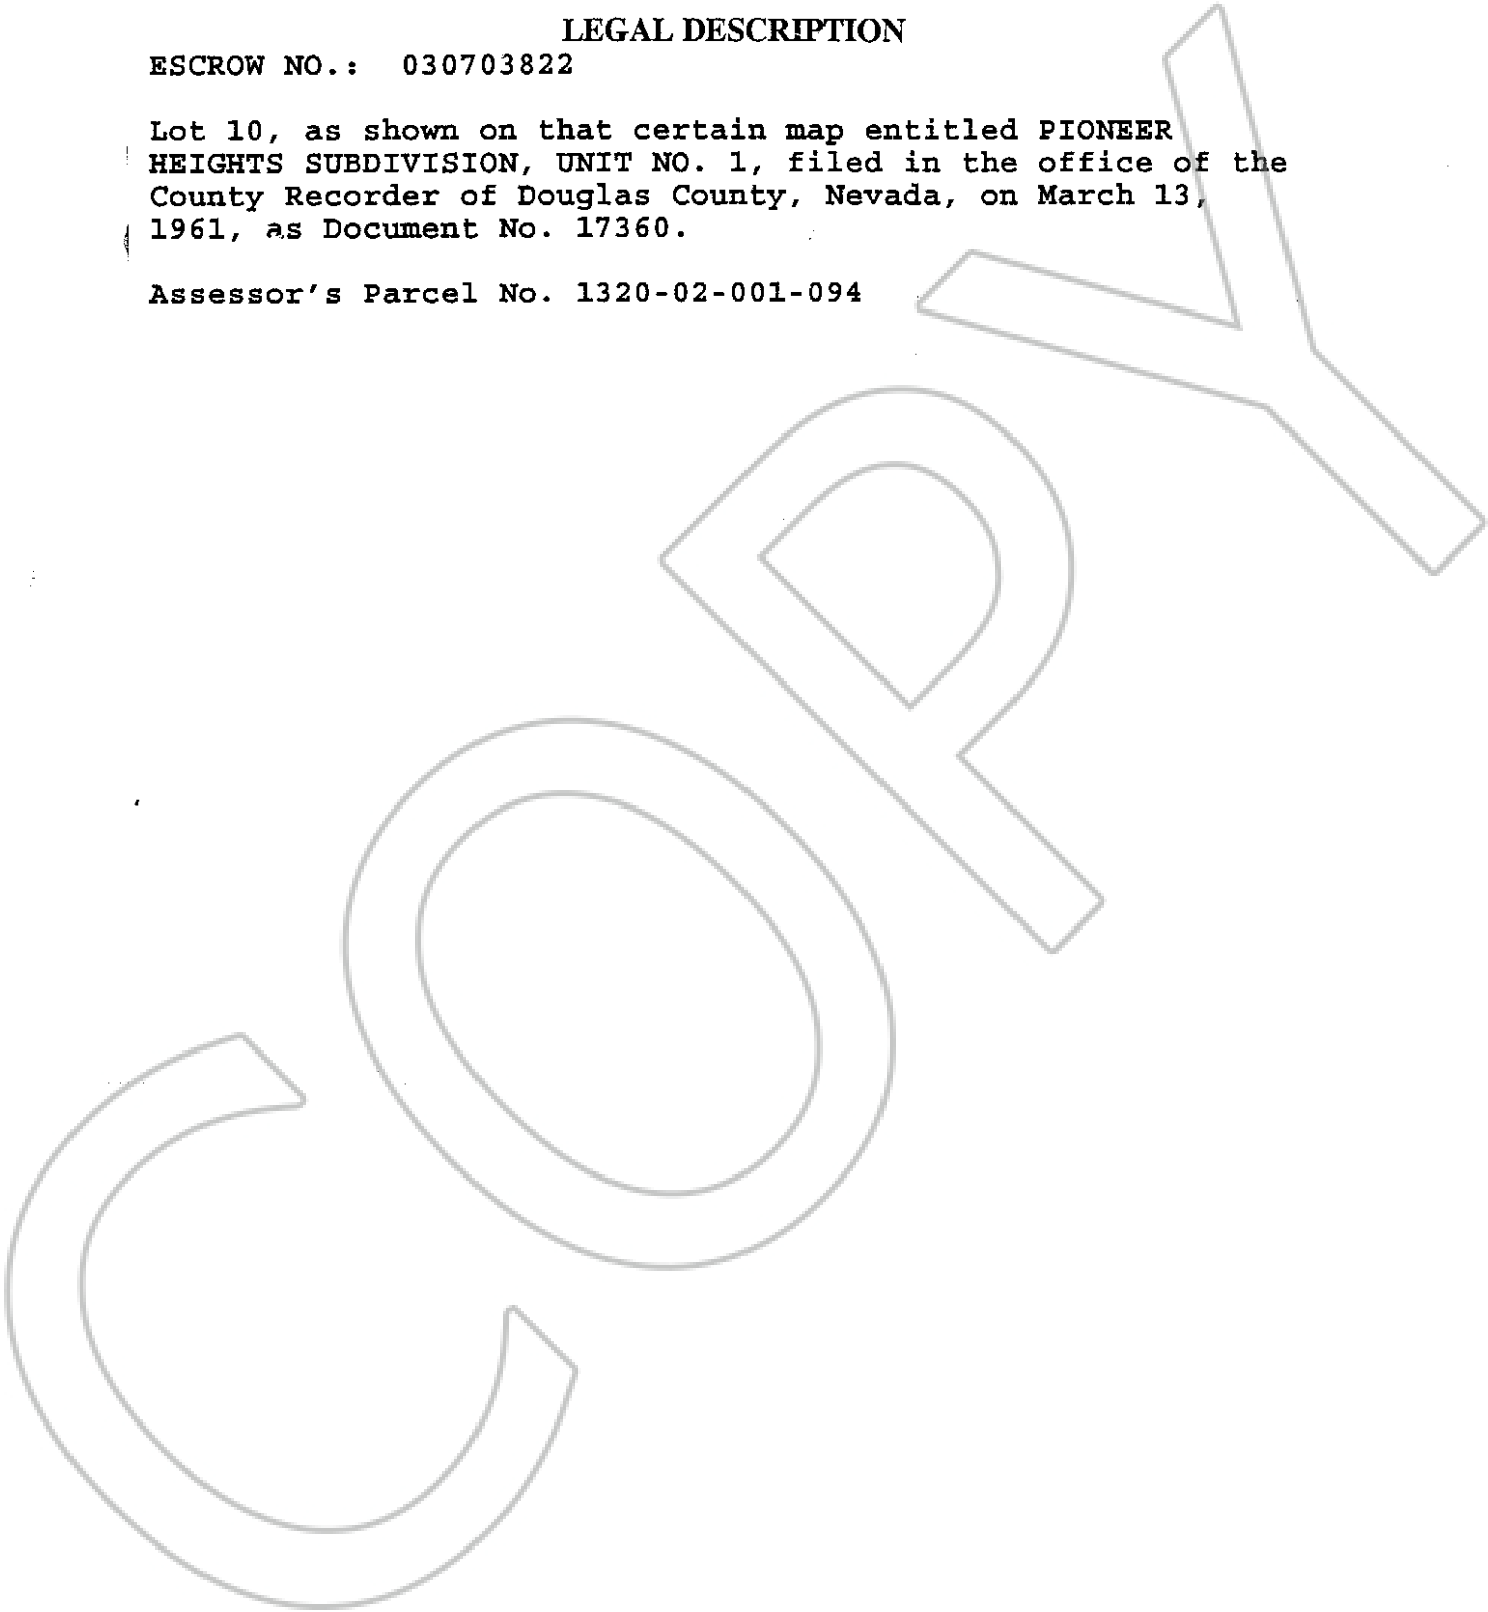 LEGAL DESCRIPTION
ESCROW NO.: 030703822
Lot 10, as shown on that certain map entitled PIONEER
HEIGHTS SUBDIVISION, UNIT NO. 1, filed in the office of the
County Recorder of Douglas County, Nevada, on March 13,
1961, as Document No. 17360.
Assessor's Parcel No. 1320-02-001-094
COPY